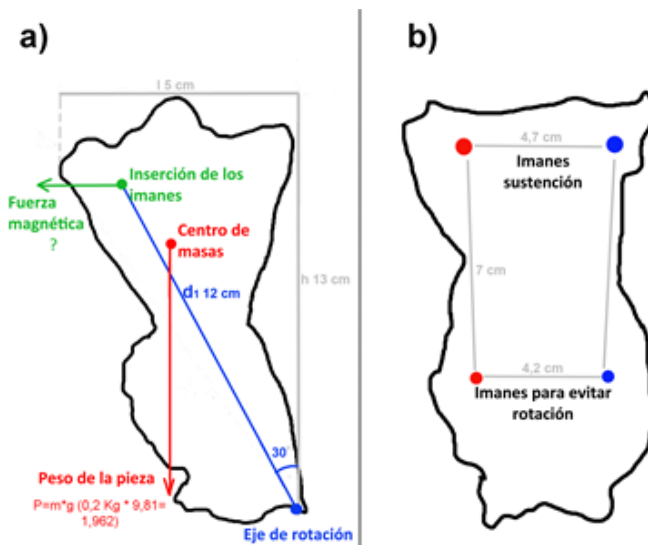 a)
l 5 cm
Inserción de los
imanes
Fuerza
magnética
?
Centro de
masas
d1 12 cm
h 13 cm
30°
Peso de la pieza
P=m*g (0,2 Kg * 9,81=
1,962)
Eje de rotación
b)
4,7 cm
Imanes
sustención
7 cm
4,2 cm
Imanes para evitar
rotación